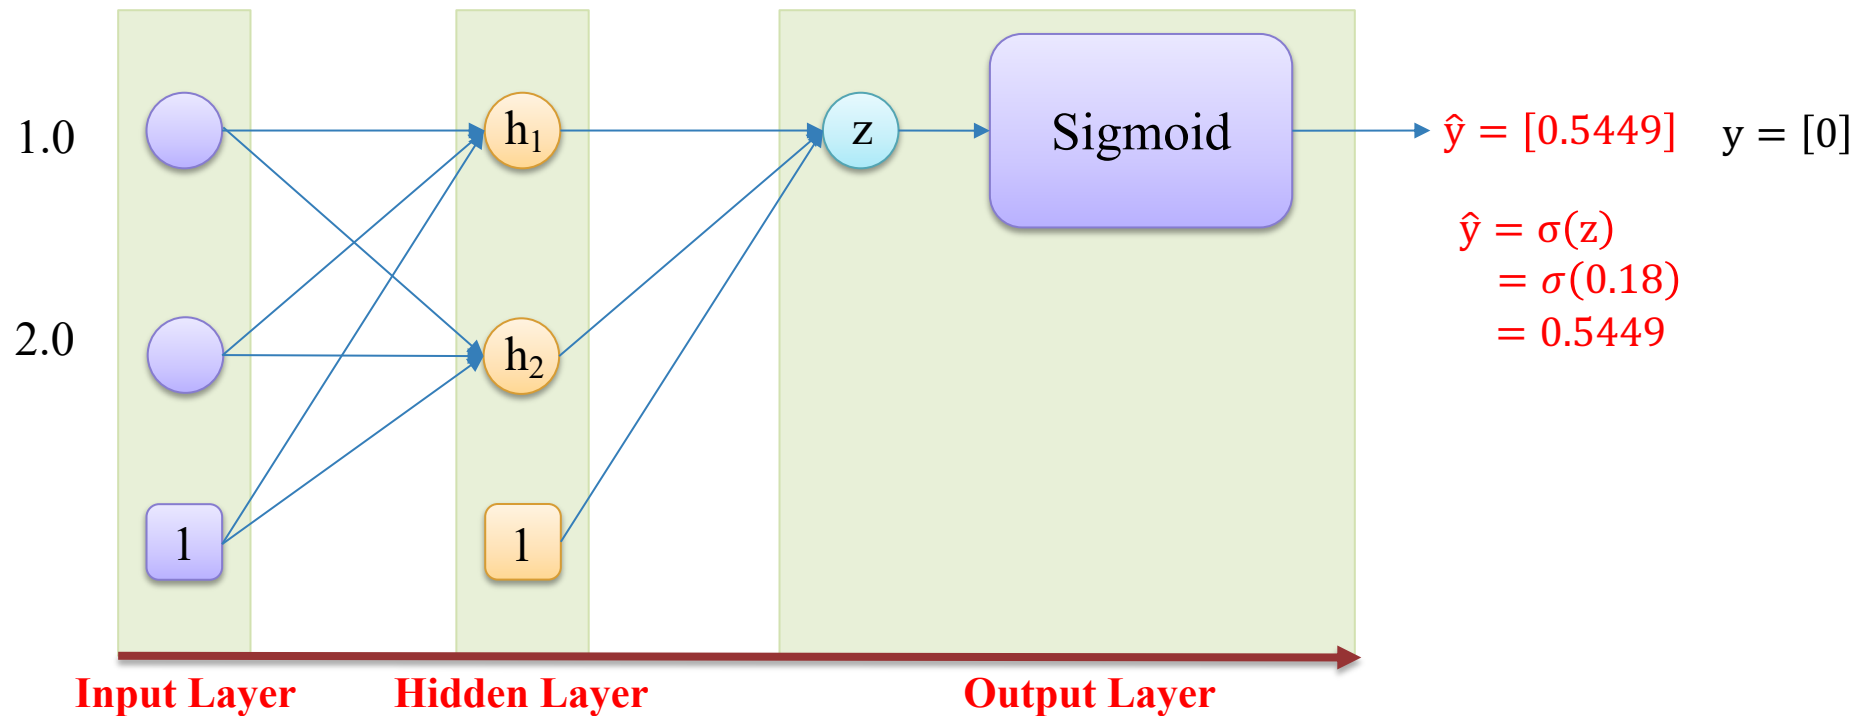 1.0
h₁
z
Sigmoid
ŷ = [0.5449]
y = [0]
ŷ = σ(z)
= σ(0.18)
= 0.5449
2.0
h₂
1
1
Input Layer
Hidden Layer
Output Layer